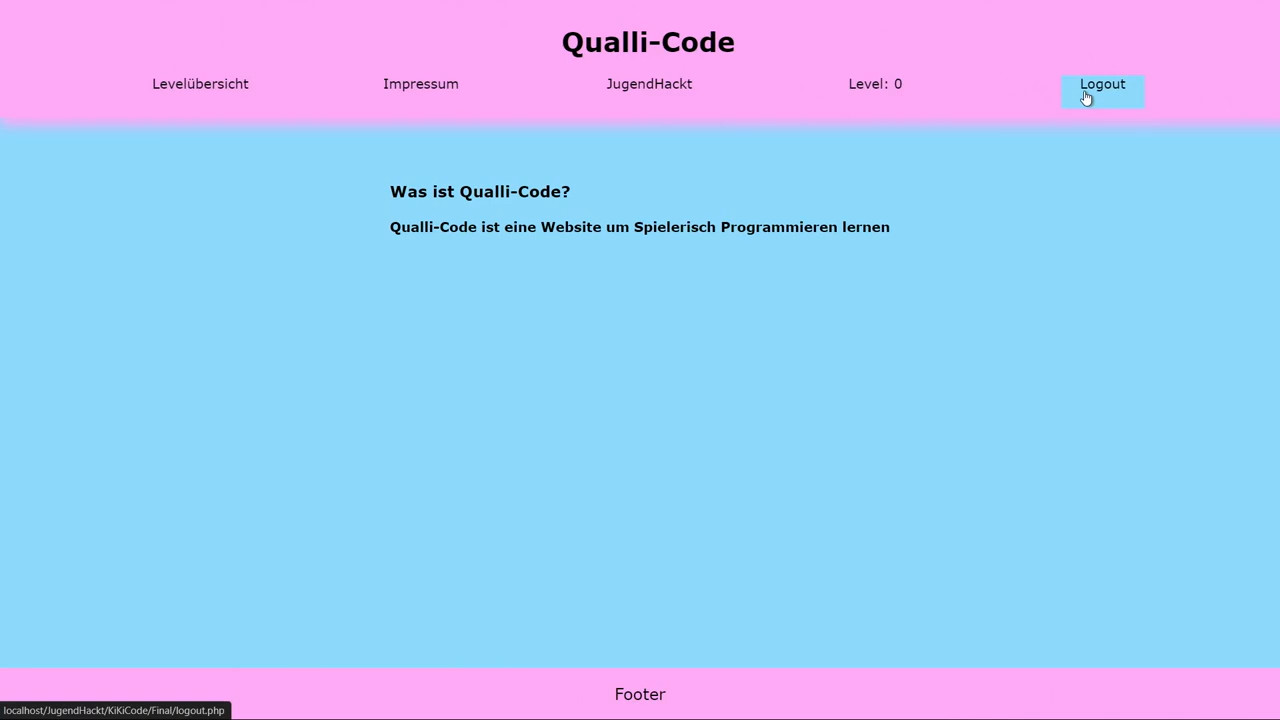 Qualli-Code
Levelübersicht Impressum JugendHackt Level: 0 Logout
Was ist Qualli-Code?
Qualli-Code ist eine Website um Spielerisch Programmieren lernen
Footer
localhost/JugendHackt/KiKiCode/Final/logout.php